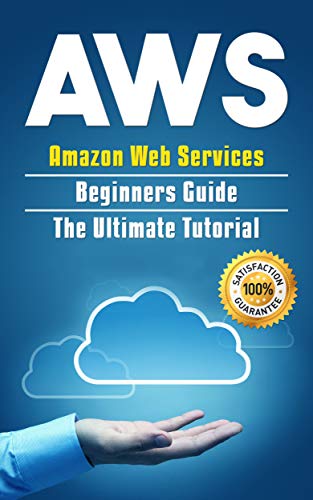 AWS
Amazon Web Services
Beginners Guide
The Ultimate Tutorial
SATISFACTION
100%
GUARANTEE